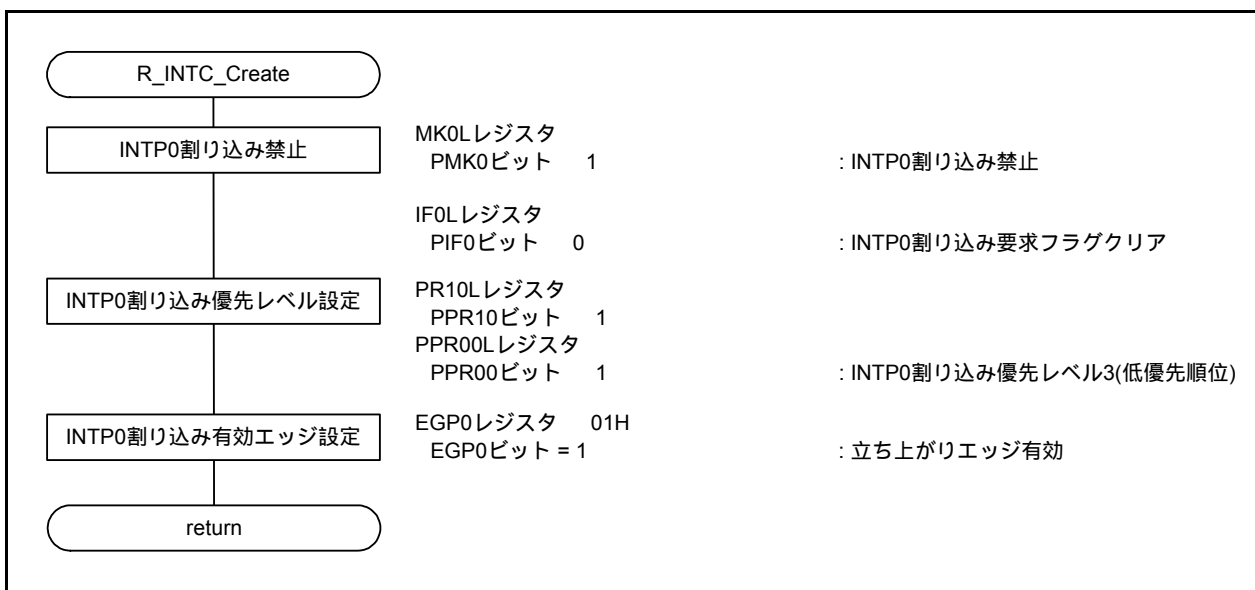 R_INTC_Create
INTP0割り込み禁止
MK0Lレジスタ
PMK0ビット 1 : INTP0割り込み禁止
IF0Lレジスタ
PIF0ビット 0 : INTP0割り込み要求フラグクリア
INTP0割り込み優先レベル設定
PR10Lレジスタ
PPR10ビット 1
PPR00Lレジスタ
PPR00ビット 1 : INTP0割り込み優先レベル3(低優先順位)
INTP0割り込み有効エッジ設定
EGP0レジスタ 01H
EGP0ビット = 1 : 立ち上がりエッジ有効
return